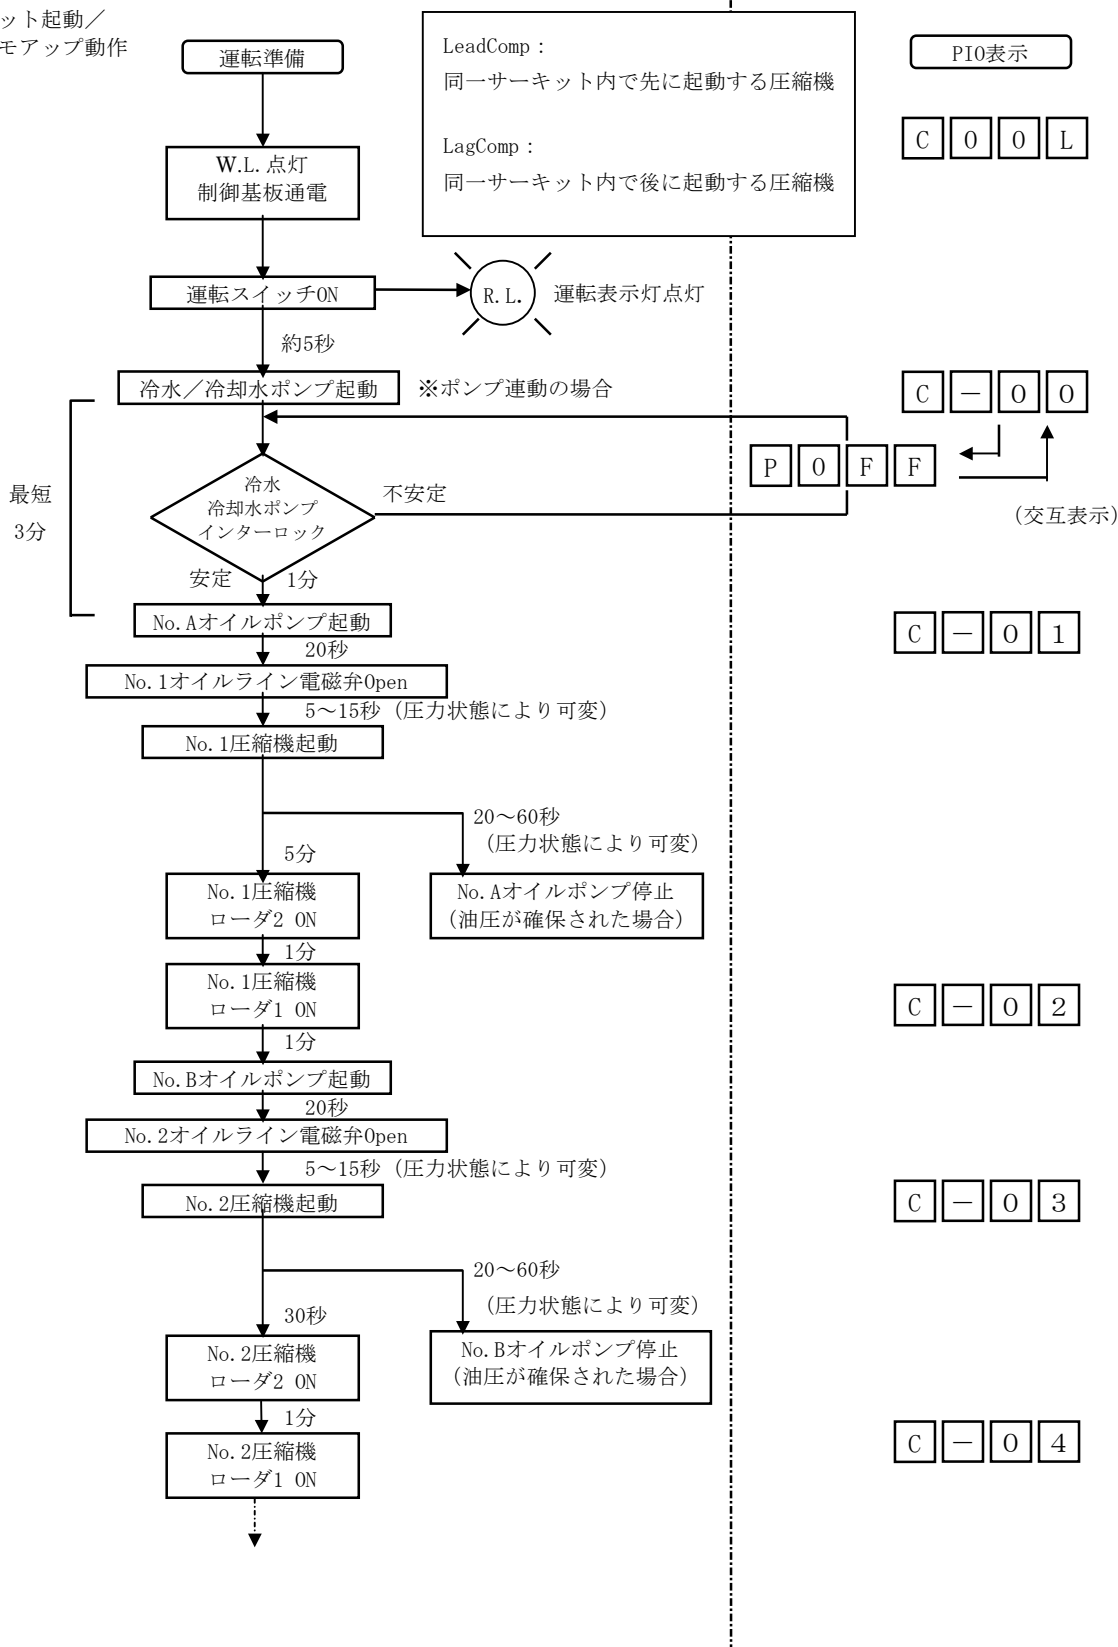 ット起動／
モアップ動作
運転準備
LeadComp：
同一サーキット内で先に起動する圧縮機
LagComp：
同一サーキット内で後に起動する圧縮機
PIO表示
C 0 0 L
W.L.点灯
制御基板通電
運転スイッチON
R.L.
運転表示灯点灯
約5秒
冷水／冷却水ポンプ起動
※ポンプ連動の場合
C － 0 0
P 0 F F
（交互表示）
最短
3分
冷水
冷却水ポンプ
インターロック
不安定
安定
1分
No.Aオイルポンプ起動
C － 0 1
20秒
No.1オイルライン電磁弁Open
5～15秒（圧力状態により可変）
No.1圧縮機起動
20～60秒
（圧力状態により可変）
5分
No.1圧縮機
ローダ2 ON
No.Aオイルポンプ停止
（油圧が確保された場合）
1分
No.1圧縮機
ローダ1 ON
C － 0 2
1分
No.Bオイルポンプ起動
20秒
No.2オイルライン電磁弁Open
5～15秒（圧力状態により可変）
No.2圧縮機起動
C － 0 3
20～60秒
（圧力状態により可変）
30秒
No.2圧縮機
ローダ2 ON
No.Bオイルポンプ停止
（油圧が確保された場合）
1分
No.2圧縮機
ローダ1 ON
C － 0 4